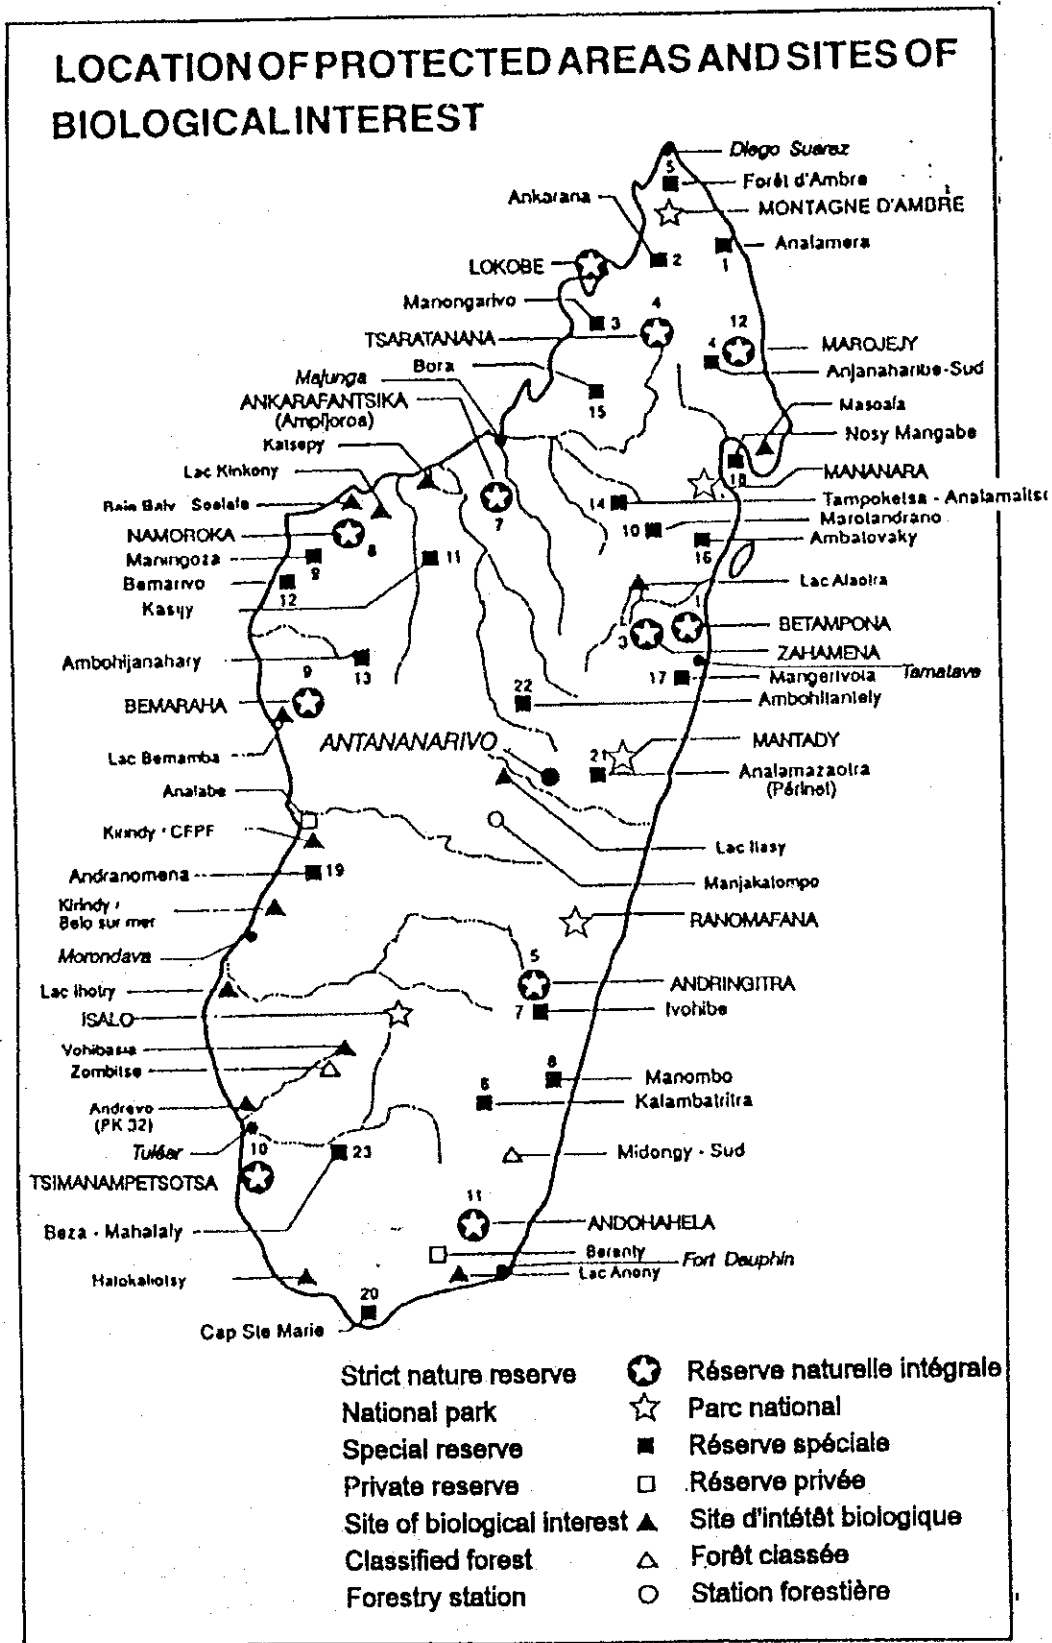 LOCATION OF PROTECTED AREAS AND SITES OF
BIOLOGICAL INTEREST
Diego Suarez
5
Forêt d'Ambre
Ankarana
MONTAGNE D'AMBRE
Analamera
2
1
LOKOBE
Manongarivo
3
4
12
TSARATANANA
MAROJEJY
4
Bora
Anjanaharibe-Sud
Majunga
ANKARAFANTSIKA
(Ampijoroa)
15
Masoala
Katsepy
Nosy Mangabe
Lac Kinkony
18
MANANARA
14
Tampoketsa - Analamaitso
7
NAMOROKA
8
10
Marotandrano
Maningoza
9
11
16
Ambatovaky
Bemarivo
12
Lac Alaotra
Kasijy
1
BETAMPONA
3
ZAHAMENA
Ambohijanahary
13
17
Mangerivola
Tamatave
9
22
Ambohitantely
BEMARAHA
ANTANANARIVO
MANTADY
Lac Bemamba
21
Analamazaotra
(Périnet)
Analabe
Kirindy - CFPF
Lac Itasy
Andranomena
19
Manjakatompo
Kirindy /
Belo sur mer
RANOMAFANA
Morondava
5
Lac Ihotry
ANDRINGITRA
ISALO
7
Ivohibe
Vohibasia
Zombitse
8
Manombo
6
Kalambatritra
Andrevo
(PK 32)
Tuléar
10
23
Midongy - Sud
TSIMANAMPETSOTSA
11
Beza - Mahafaly
ANDOHAHELA
Berenty
Fort Dauphin
Hatokaliotsy
Lac Anony
20
Cap Ste Marie
Strict nature reserve Réserve naturelle intégrale
National park Parc national
Special reserve Réserve spéciale
Private reserve Réserve privée
Site of biological interest Site d'intétêt biologique
Classified forest Forêt classée
Forestry station Station forestière